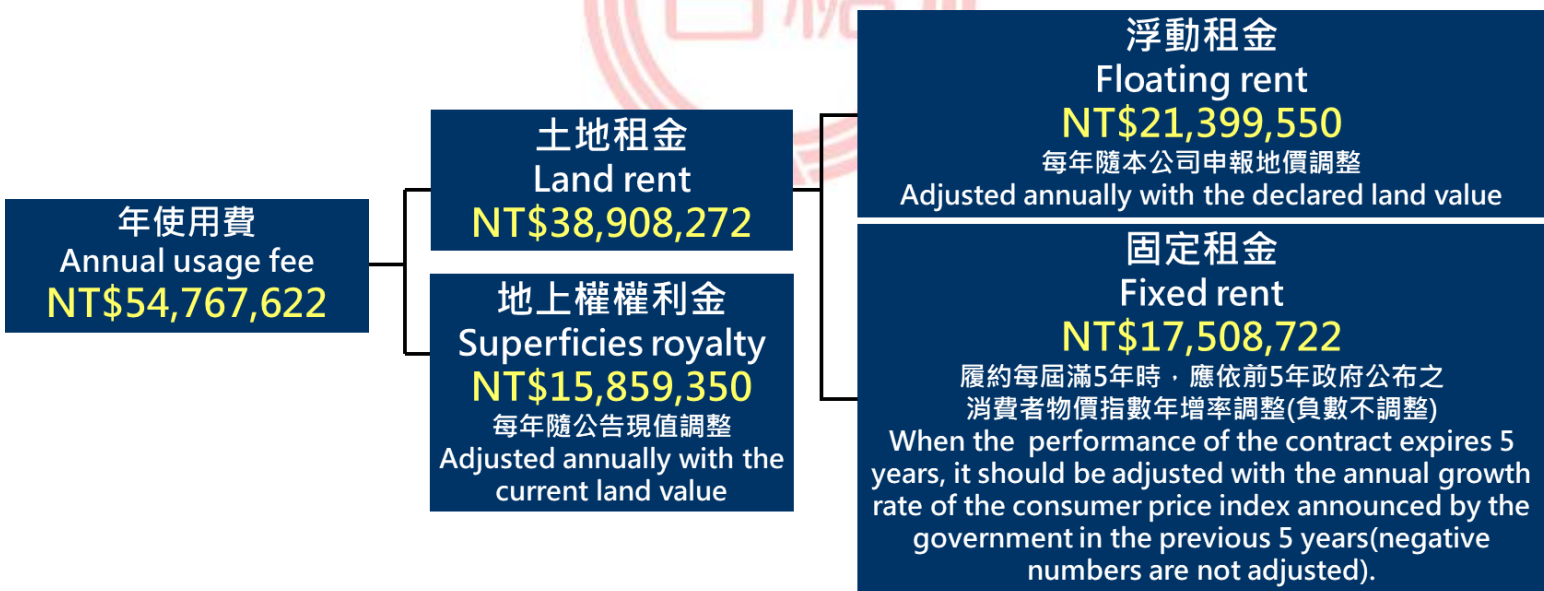 年使用費
Annual usage fee
NT$54,767,622
土地租金
Land rent
NT$38,908,272
地上權權利金
Superficies royalty
NT$15,859,350
每年隨公告現值調整
Adjusted annually with the
current land value
浮動租金
Floating rent
NT$21,399,550
每年隨本公司申報地價調整
Adjusted annually with the declared land value
固定租金
Fixed rent
NT$17,508,722
履約每屆滿5年時，應依前5年政府公布之
消費者物價指數年增率調整(負數不調整)
When the performance of the contract expires 5
years, it should be adjusted with the annual growth
rate of the consumer price index announced by the
government in the previous 5 years(negative
numbers are not adjusted).